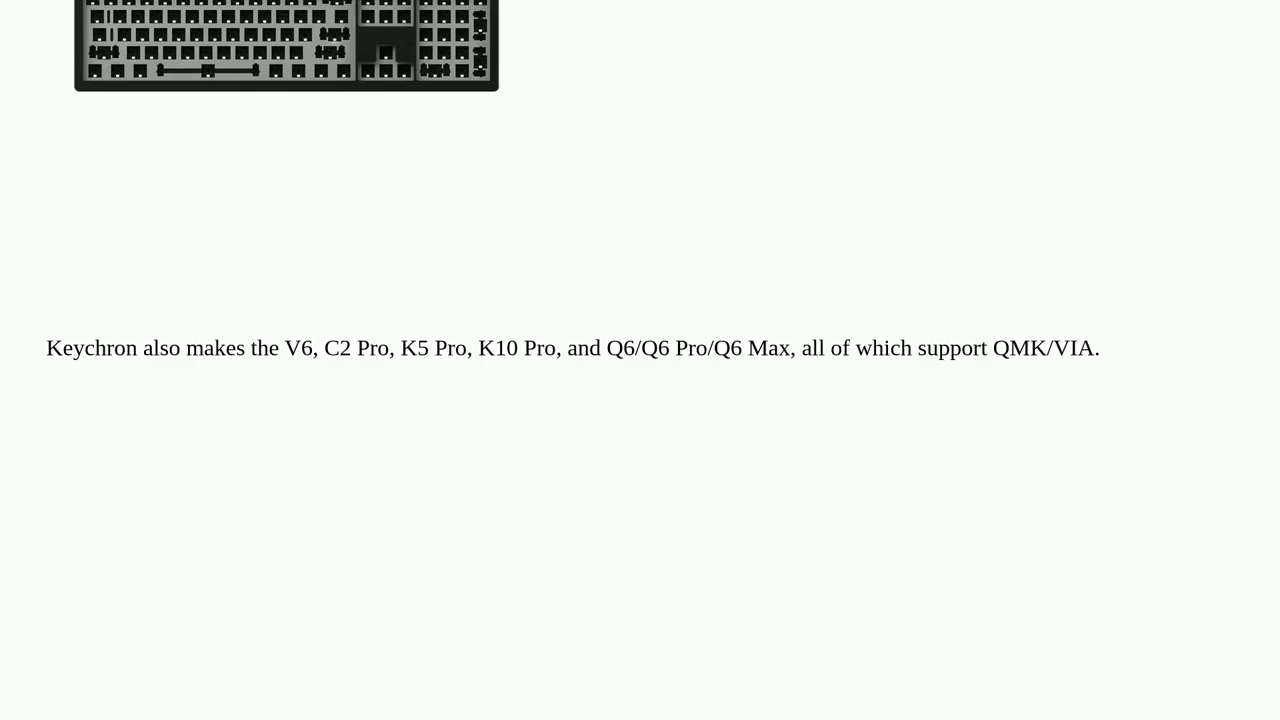 Keychron also makes the V6, C2 Pro, K5 Pro, K10 Pro, and Q6/Q6 Pro/Q6 Max, all of which support QMK/VIA.